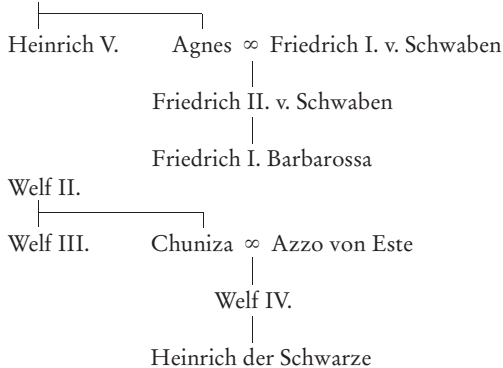 Heinrich V. Agnes ∞ Friedrich I. v. Schwaben
Friedrich II. v. Schwaben
Friedrich I. Barbarossa
Welf II.
Welf III. Chuniza ∞ Azzo von Este
Welf IV.
Heinrich der Schwarze